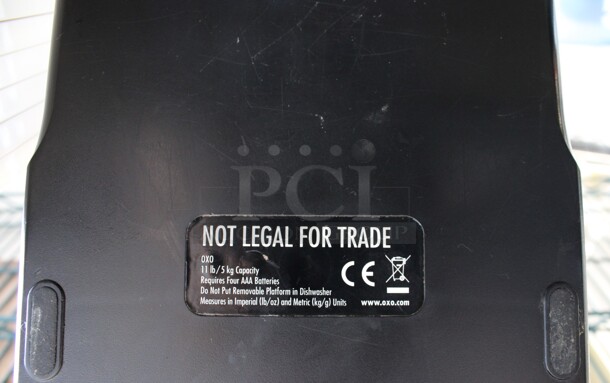 PCI
P
NOT LEGAL FOR TRADE
OXO
11 lb/5 kg Capacity
Requires Four AAA Batteries
Do Not Put Removable Platform in Dishwasher
Measures in Imperial (lb/oz) and Metric (kg/g) Units
CE
www.oxo.com